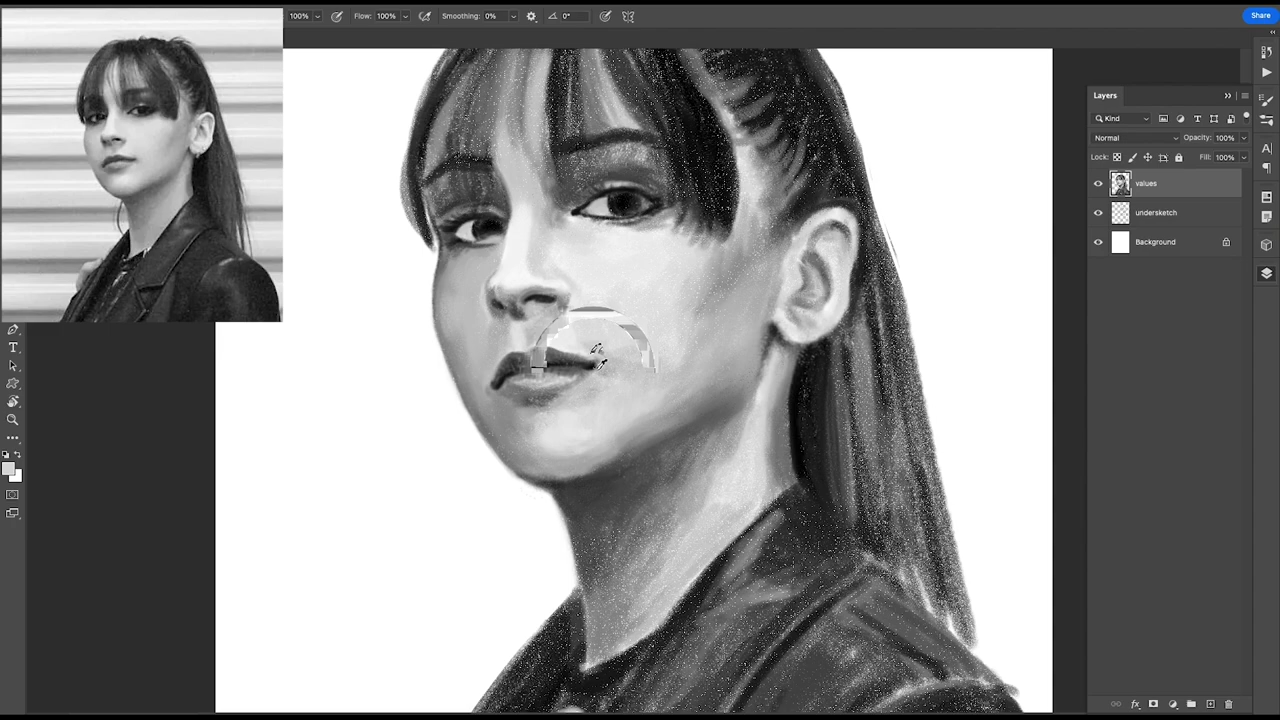 100% Flow: 100% Smoothing: 0% 0° Share
Layers
Kind
Normal Opacity: 100%
Lock: Fill: 100%
values
undersketch
Background